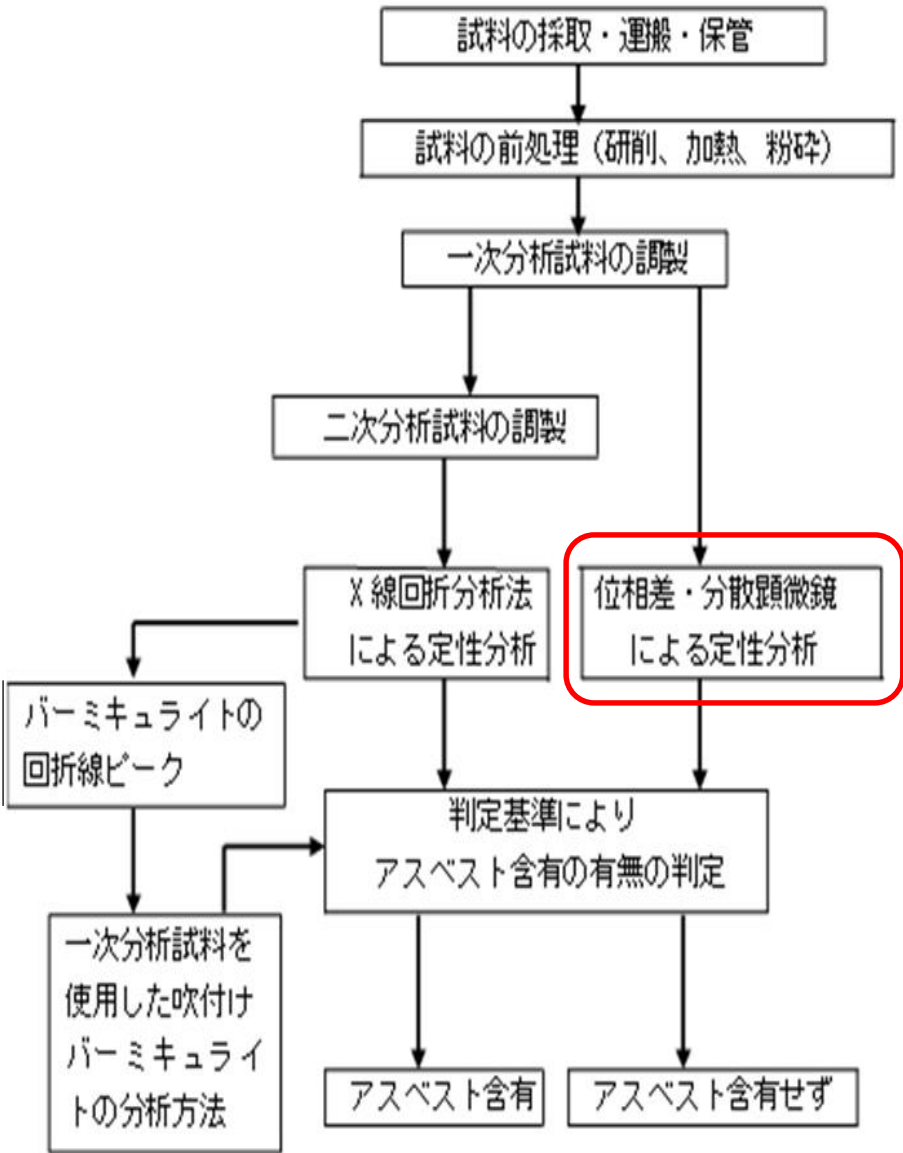 試料の採取・運搬・保管
試料の前処理（研削、加熱、粉砕）
一次分析試料の調製
二次分析試料の調製
X線回折分析法
による定性分析
位相差・分散顕微鏡
による定性分析
バーミキュライトの
回折線ピーク
判定基準により
アスベスト含有の有無の判定
一次分析試料を
使用した吹付け
バーミキュライ
トの分析方法
アスベスト含有
アスベスト含有せず